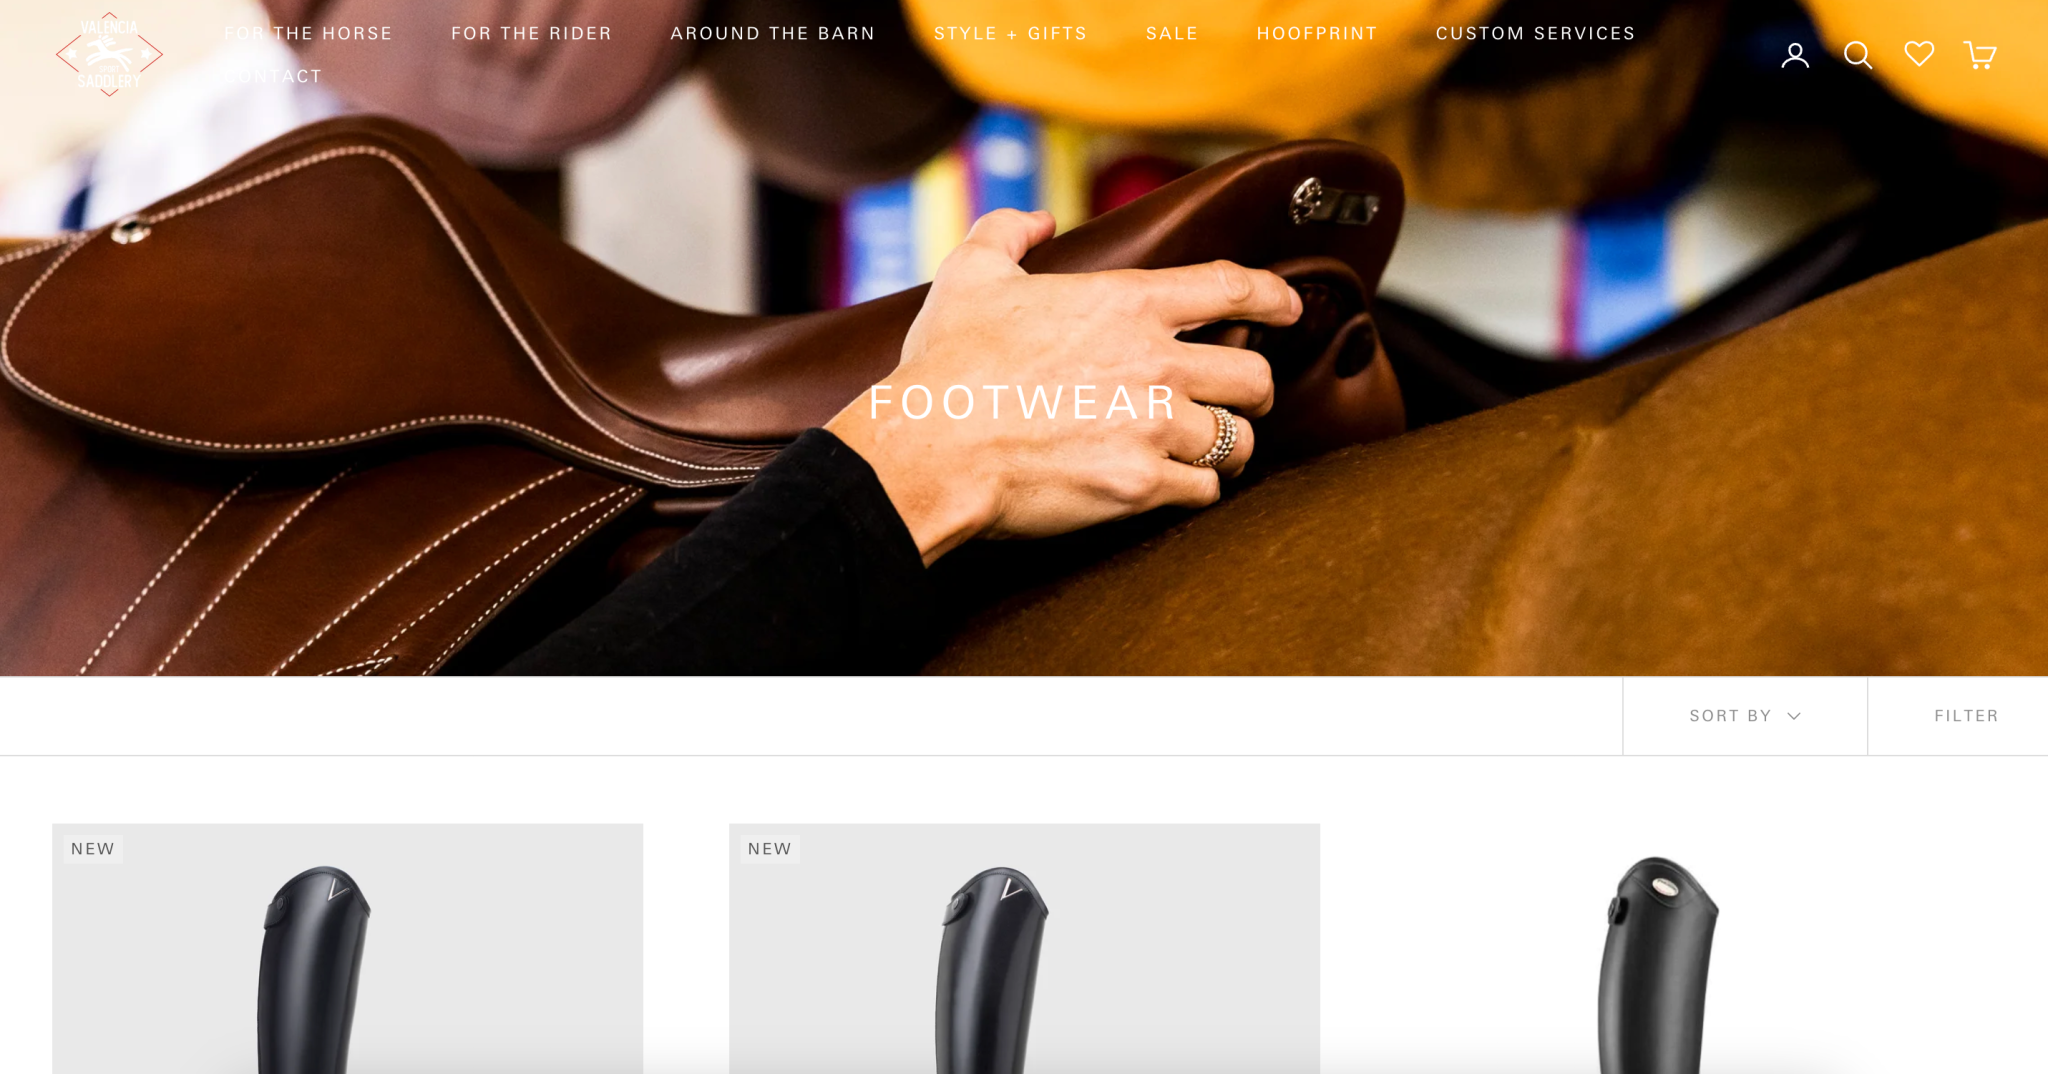 VALENCIA
SPORT
SADDLERY
FOR THE HORSE
FOR THE RIDER
AROUND THE BARN
STYLE + GIFTS
SALE
HOOFPRINT
CUSTOM SERVICES
CONTACT
FOOTWEAR
SORT BY
FILTER
NEW
NEW